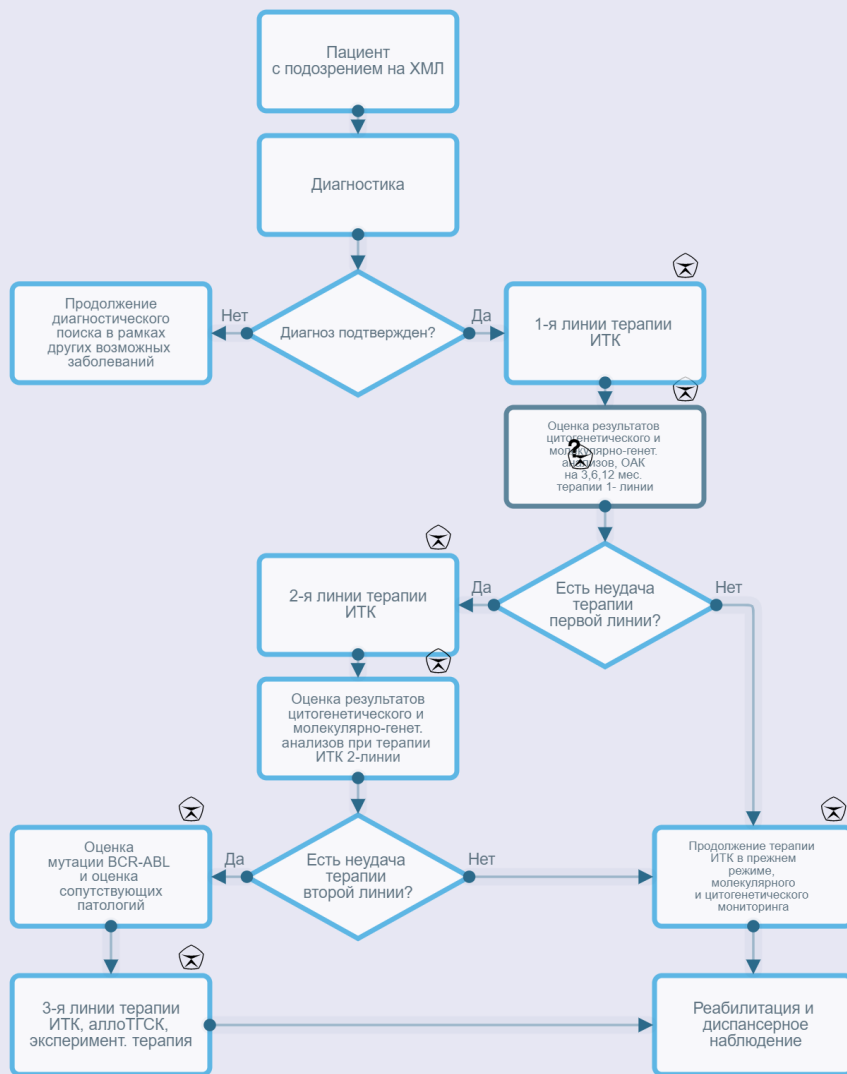 Пациент
с подозрением на ХМЛ
Диагностика
Продолжение
диагностического
поиска в рамках
других возможных
заболеваний
Нет
Диагноз подтвержден?
Да
1-я линии терапии
ИТК
Оценка результатов
цитогенетического и
молекулярно-генет.
анализов, ОАК
на 3,6,12 мес.
терапии 1- линии
?
2-я линии терапии
ИТК
Да
Есть неудача
терапии
первой линии?
Нет
Оценка результатов
цитогенетического и
молекулярно-генет.
анализов при терапии
ИТК 2-линии
Оценка
мутации BCR-ABL
и оценка
сопутствующих
патологий
Да
Есть неудача
терапии
второй линии?
Нет
Продолжение терапии
ИТК в прежнем
режиме,
молекулярного
и цитогенетического
мониторинга
3-я линии терапии
ИТК, аллоТГСК,
эксперимент. терапия
Реабилитация и
диспансерное
наблюдение